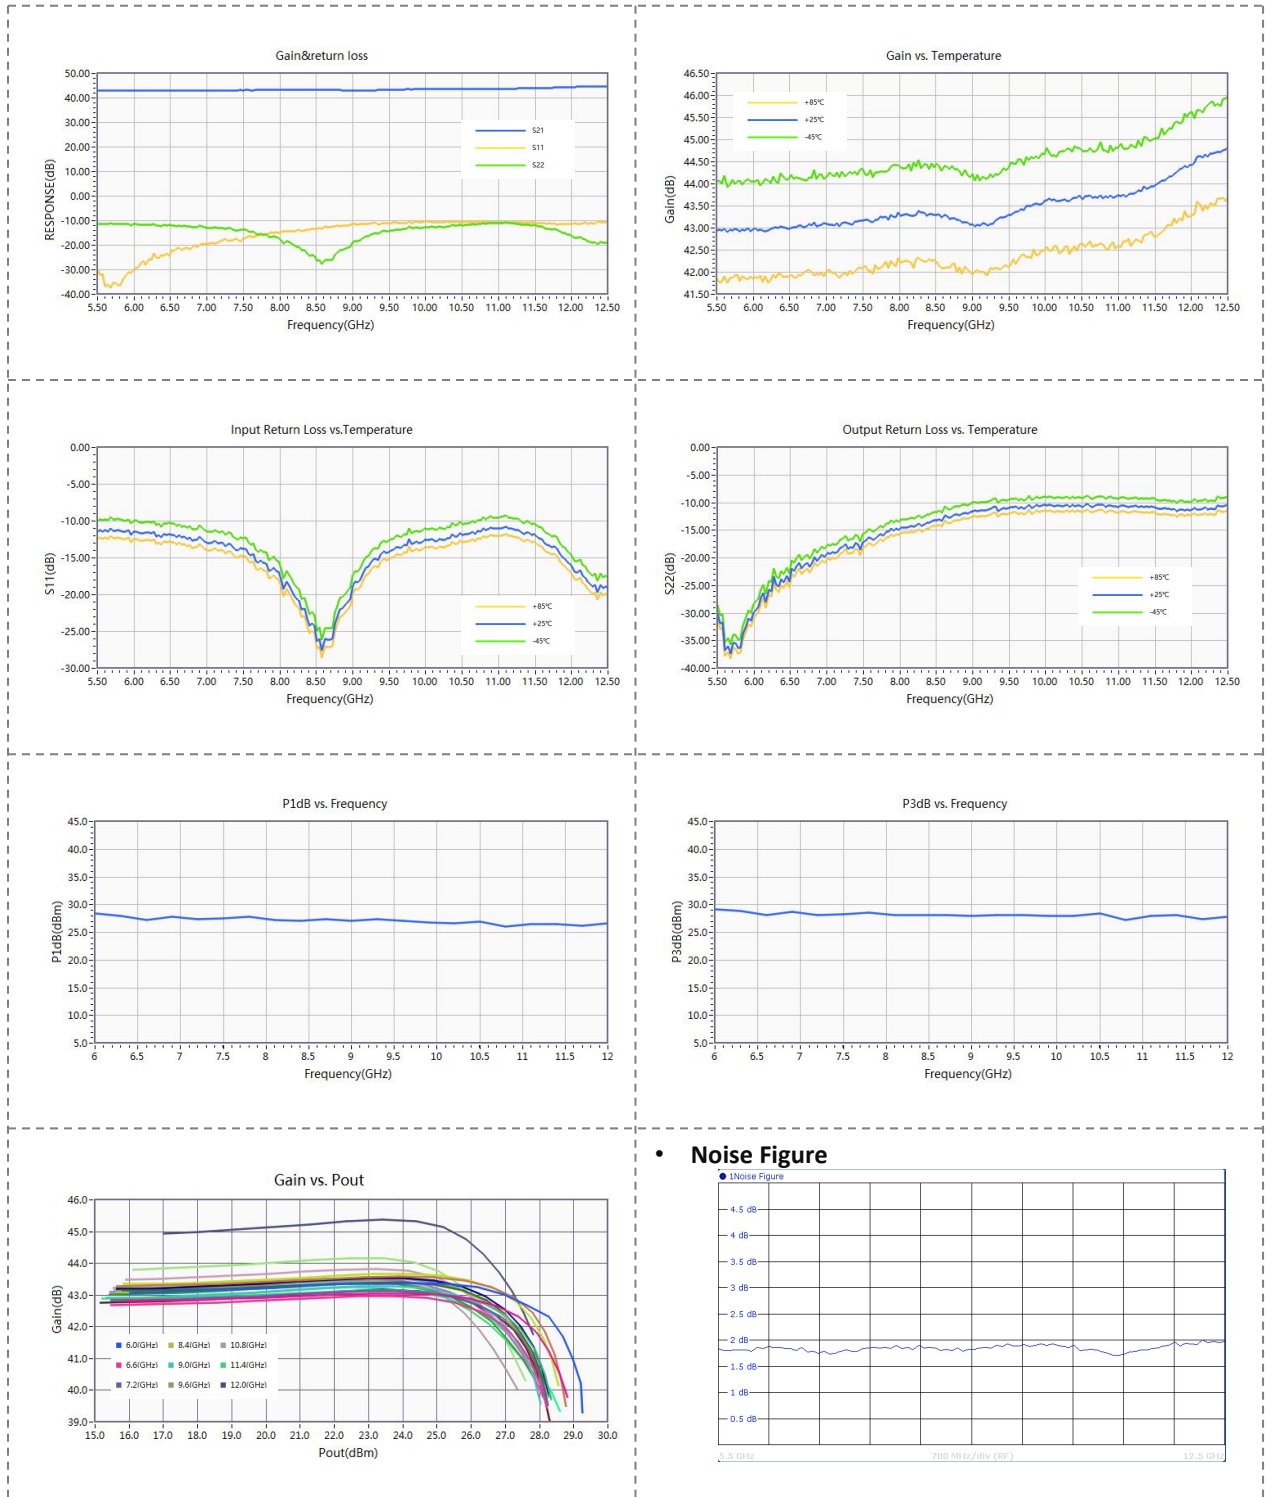 Gain&return loss
50.00
40.00
30.00
20.00
10.00
0.00
-10.00
-20.00
-30.00
-40.00
RESPONSE(dB)
S21
S11
S22
5.50 6.00 6.50 7.00 7.50 8.00 8.50 9.00 9.50 10.00 10.50 11.00 11.50 12.00 12.50
Frequency(GHz)
Gain vs. Temperature
46.50
46.00
45.50
45.00
44.50
44.00
43.50
43.00
42.50
42.00
41.50
Gain(dB)
+85℃
+25℃
-45℃
5.50 6.00 6.50 7.00 7.50 8.00 8.50 9.00 9.50 10.00 10.50 11.00 11.50 12.00 12.50
Frequency(GHz)
Input Return Loss vs.Temperature
0.00
-5.00
-10.00
-15.00
-20.00
-25.00
-30.00
S11(dB)
+85℃
+25℃
-45℃
5.50 6.00 6.50 7.00 7.50 8.00 8.50 9.00 9.50 10.00 10.50 11.00 11.50 12.00 12.50
Frequency(GHz)
Output Return Loss vs. Temperature
0.00
-5.00
-10.00
-15.00
-20.00
-25.00
-30.00
-35.00
-40.00
S22(dB)
+85℃
+25℃
-45℃
5.50 6.00 6.50 7.00 7.50 8.00 8.50 9.00 9.50 10.00 10.50 11.00 11.50 12.00 12.50
Frequency(GHz)
P1dB vs. Frequency
45.0
40.0
35.0
30.0
25.0
20.0
15.0
10.0
5.0
P1dB(dBm)
6 6.5 7 7.5 8 8.5 9 9.5 10 10.5 11 11.5 12
Frequency(GHz)
P3dB vs. Frequency
45.0
40.0
35.0
30.0
25.0
20.0
15.0
10.0
5.0
P3dB(dBm)
6 6.5 7 7.5 8 8.5 9 9.5 10 10.5 11 11.5 12
Frequency(GHz)
Gain vs. Pout
46.0
45.0
44.0
43.0
42.0
41.0
40.0
39.0
Gain(dB)
6.0(GHz) 8.4(GHz) 10.8(GHz)
6.6(GHz) 9.0(GHz) 11.4(GHz)
7.2(GHz) 9.6(GHz) 12.0(GHz)
15.0 16.0 17.0 18.0 19.0 20.0 21.0 22.0 23.0 24.0 25.0 26.0 27.0 28.0 29.0 30.0
Pout(dBm)
• Noise Figure
1Noise Figure
4.5 dB
4 dB
3.5 dB
3 dB
2.5 dB
2 dB
1.5 dB
1 dB
0.5 dB
5.5 GHz 700 MHz/div (RF) 12.5 GHz